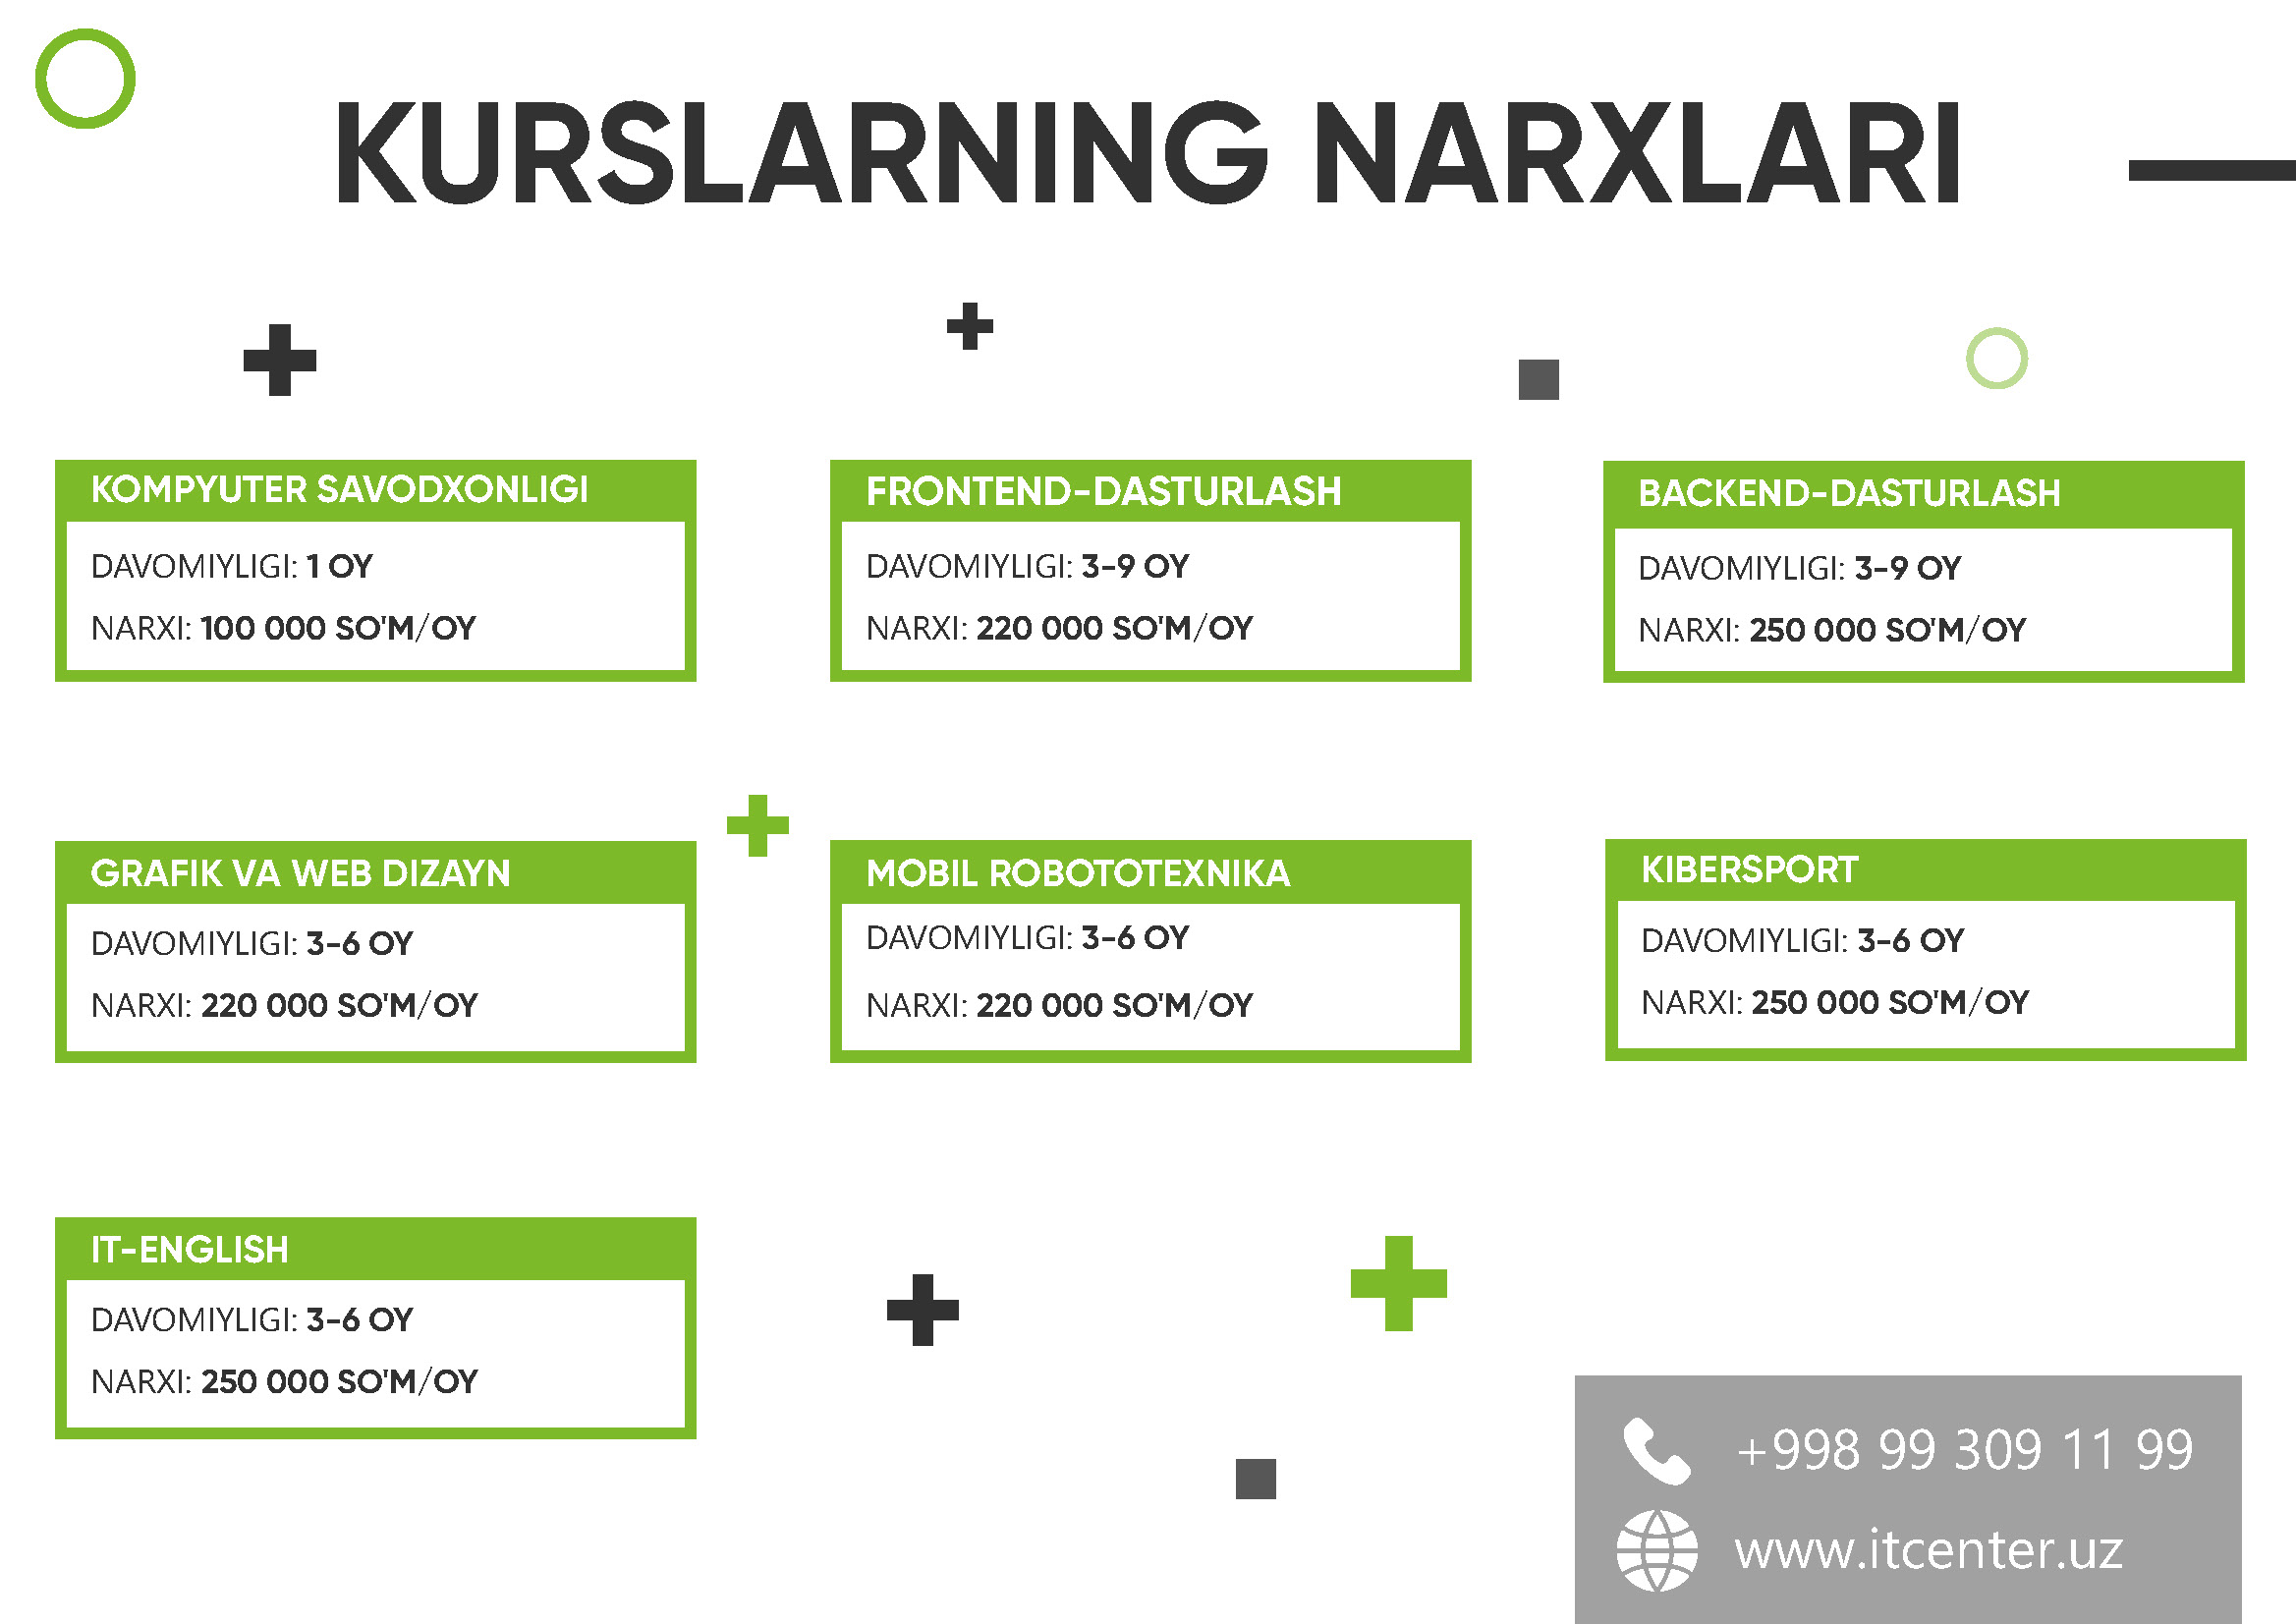 KURSLARNING NARXLARI
KOMPYUTER SAVODXONLIGI
DAVOMIYLIGI: 1 OY
NARXI: 100 000 SO'M/OY
FRONTEND-DASTURLASH
DAVOMIYLIGI: 3-9 OY
NARXI: 220 000 SO'M/OY
BACKEND-DASTURLASH
DAVOMIYLIGI: 3-9 OY
NARXI: 250 000 SO'M/OY
GRAFIK VA WEB DIZAYN
DAVOMIYLIGI: 3-6 OY
NARXI: 220 000 SO'M/OY
MOBIL ROBOTOTEXNIKA
DAVOMIYLIGI: 3-6 OY
NARXI: 220 000 SO'M/OY
KIBERSPORT
DAVOMIYLIGI: 3-6 OY
NARXI: 250 000 SO'M/OY
IT-ENGLISH
DAVOMIYLIGI: 3-6 OY
NARXI: 250 000 SO'M/OY
+998 99 309 11 99
www.itcenter.uz